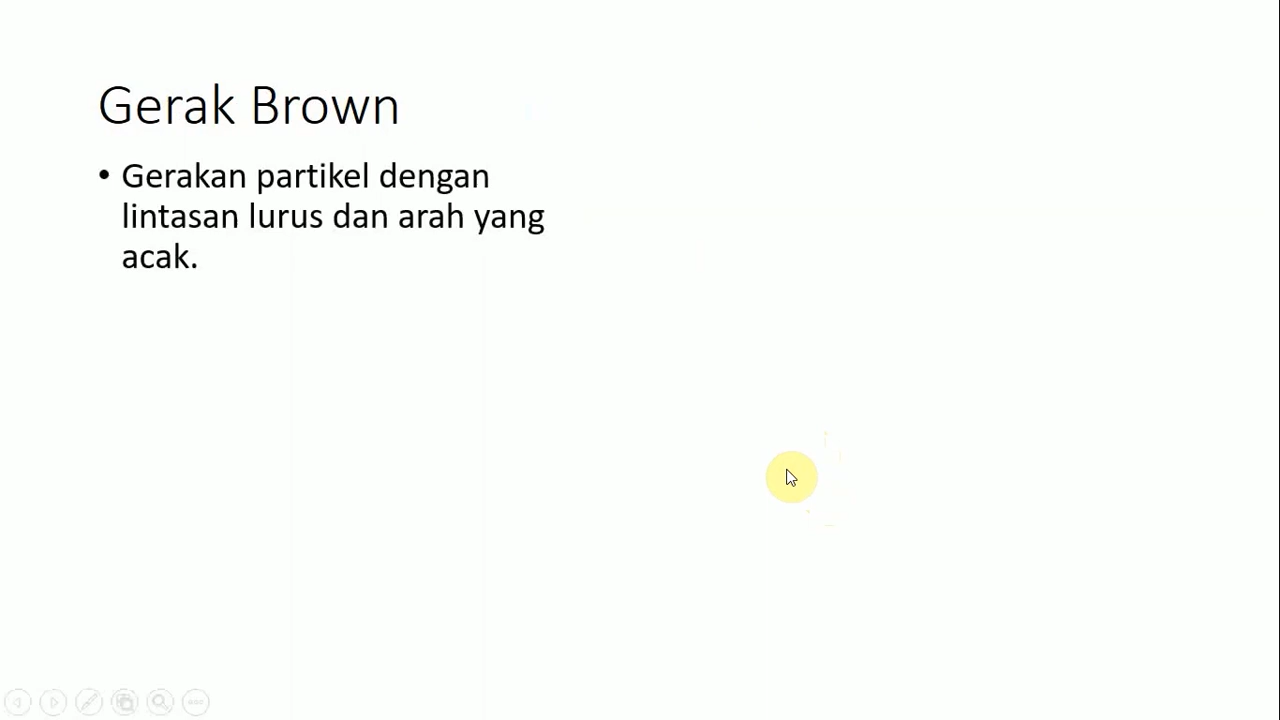 Gerak Brown
• Gerakan partikel dengan
lintasan lurus dan arah yang
acak.